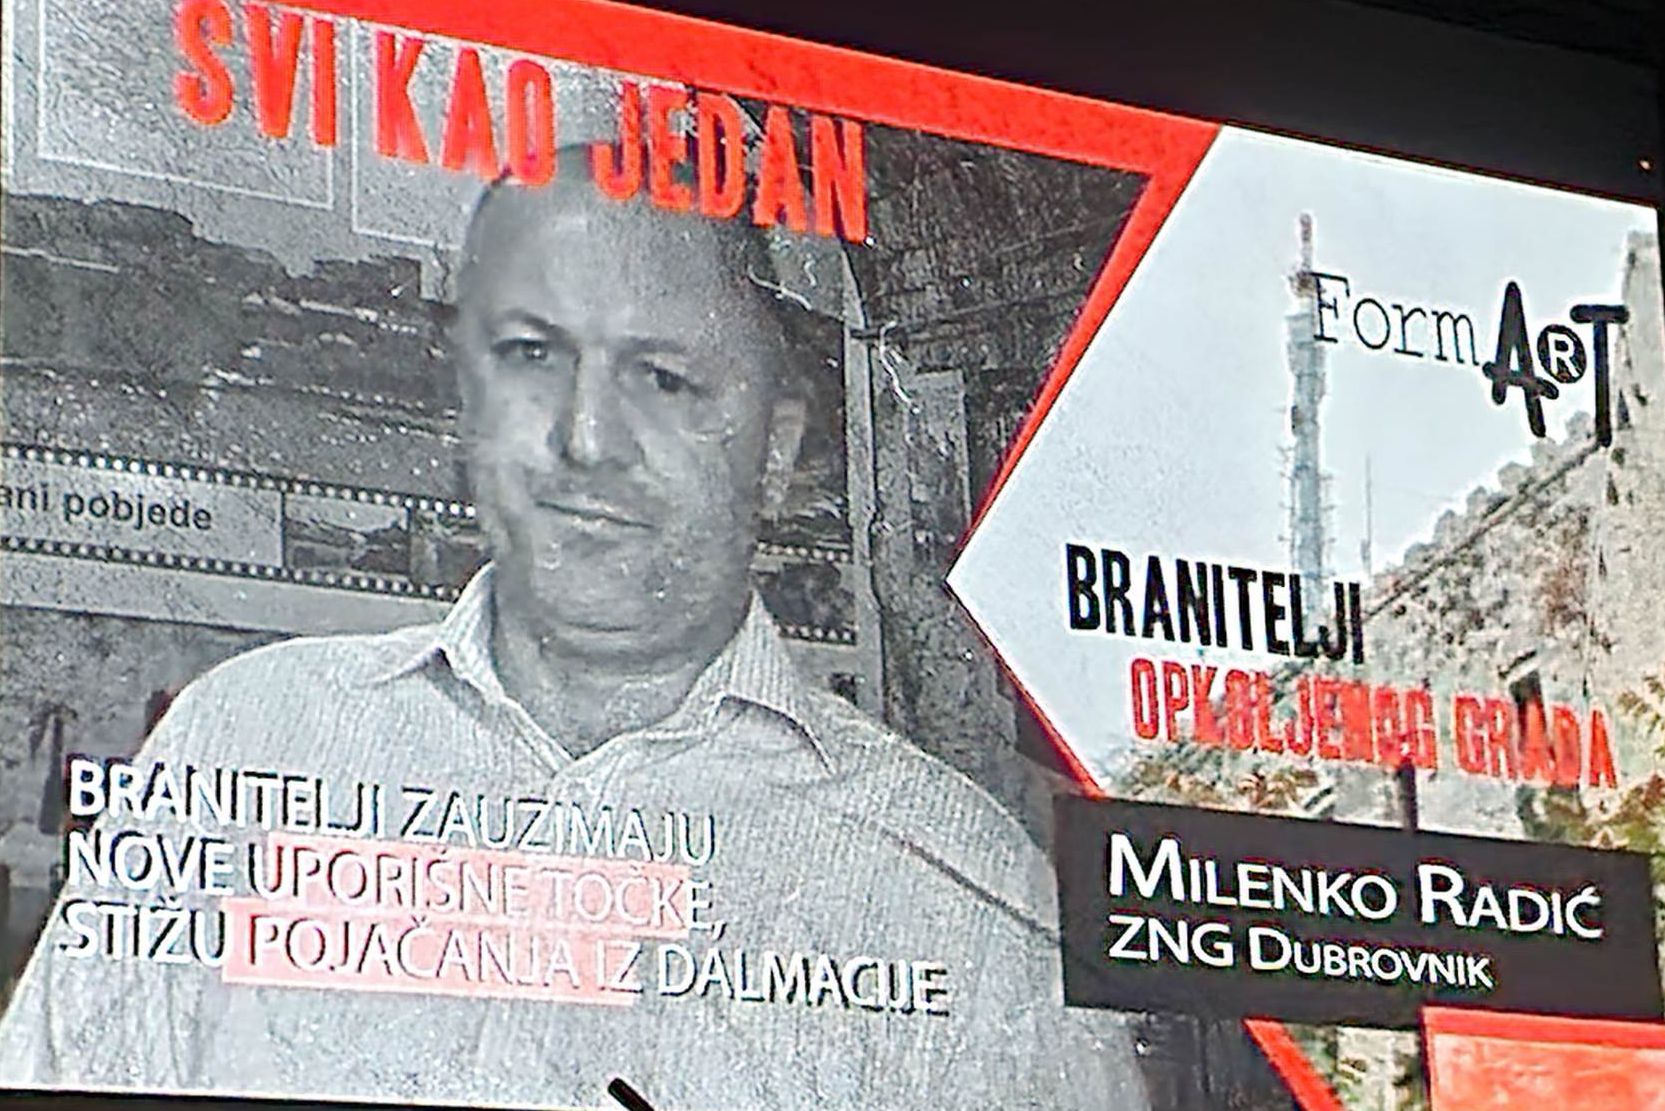 SVI KAO JEDAN
FormART
ani pobjede
BRANITELJI
OPKOLJENOG GRADA
BRANITELJI ZAUZIMAJU
NOVE UPORIŠNE TOČKE,
STIŽU POJAČANJA IZ DALMACIJE
MILENKO RADIĆ
ZNG DUBROVNIK